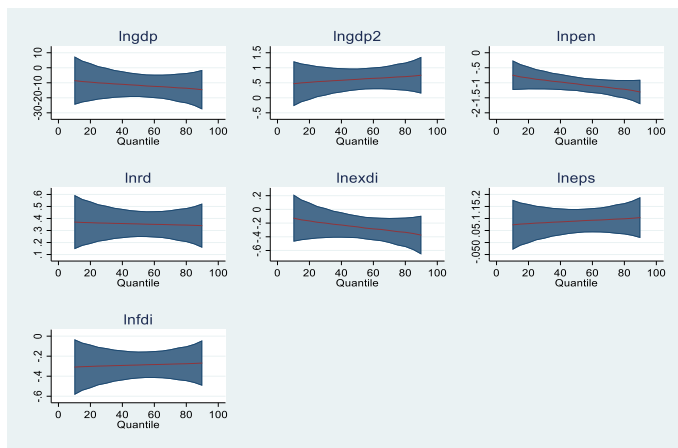 lngdp
-30-20-10 0 10
0 20 40 60 80 100
Quantile
lngdp2
-.5 0 .5 1 1.5
0 20 40 60 80 100
Quantile
lnpen
-2 -1.5 -1 -.5 0
0 20 40 60 80 100
Quantile
lnrd
.1 .2 .3 .4 .5 .6
0 20 40 60 80 100
Quantile
lnexdi
-.6 -.4 -.2 0 .2
0 20 40 60 80 100
Quantile
lneps
-.05 0 .05 .1 .15 .2
0 20 40 60 80 100
Quantile
lnfdi
-.6 -.4 -.2 0
0 20 40 60 80 100
Quantile